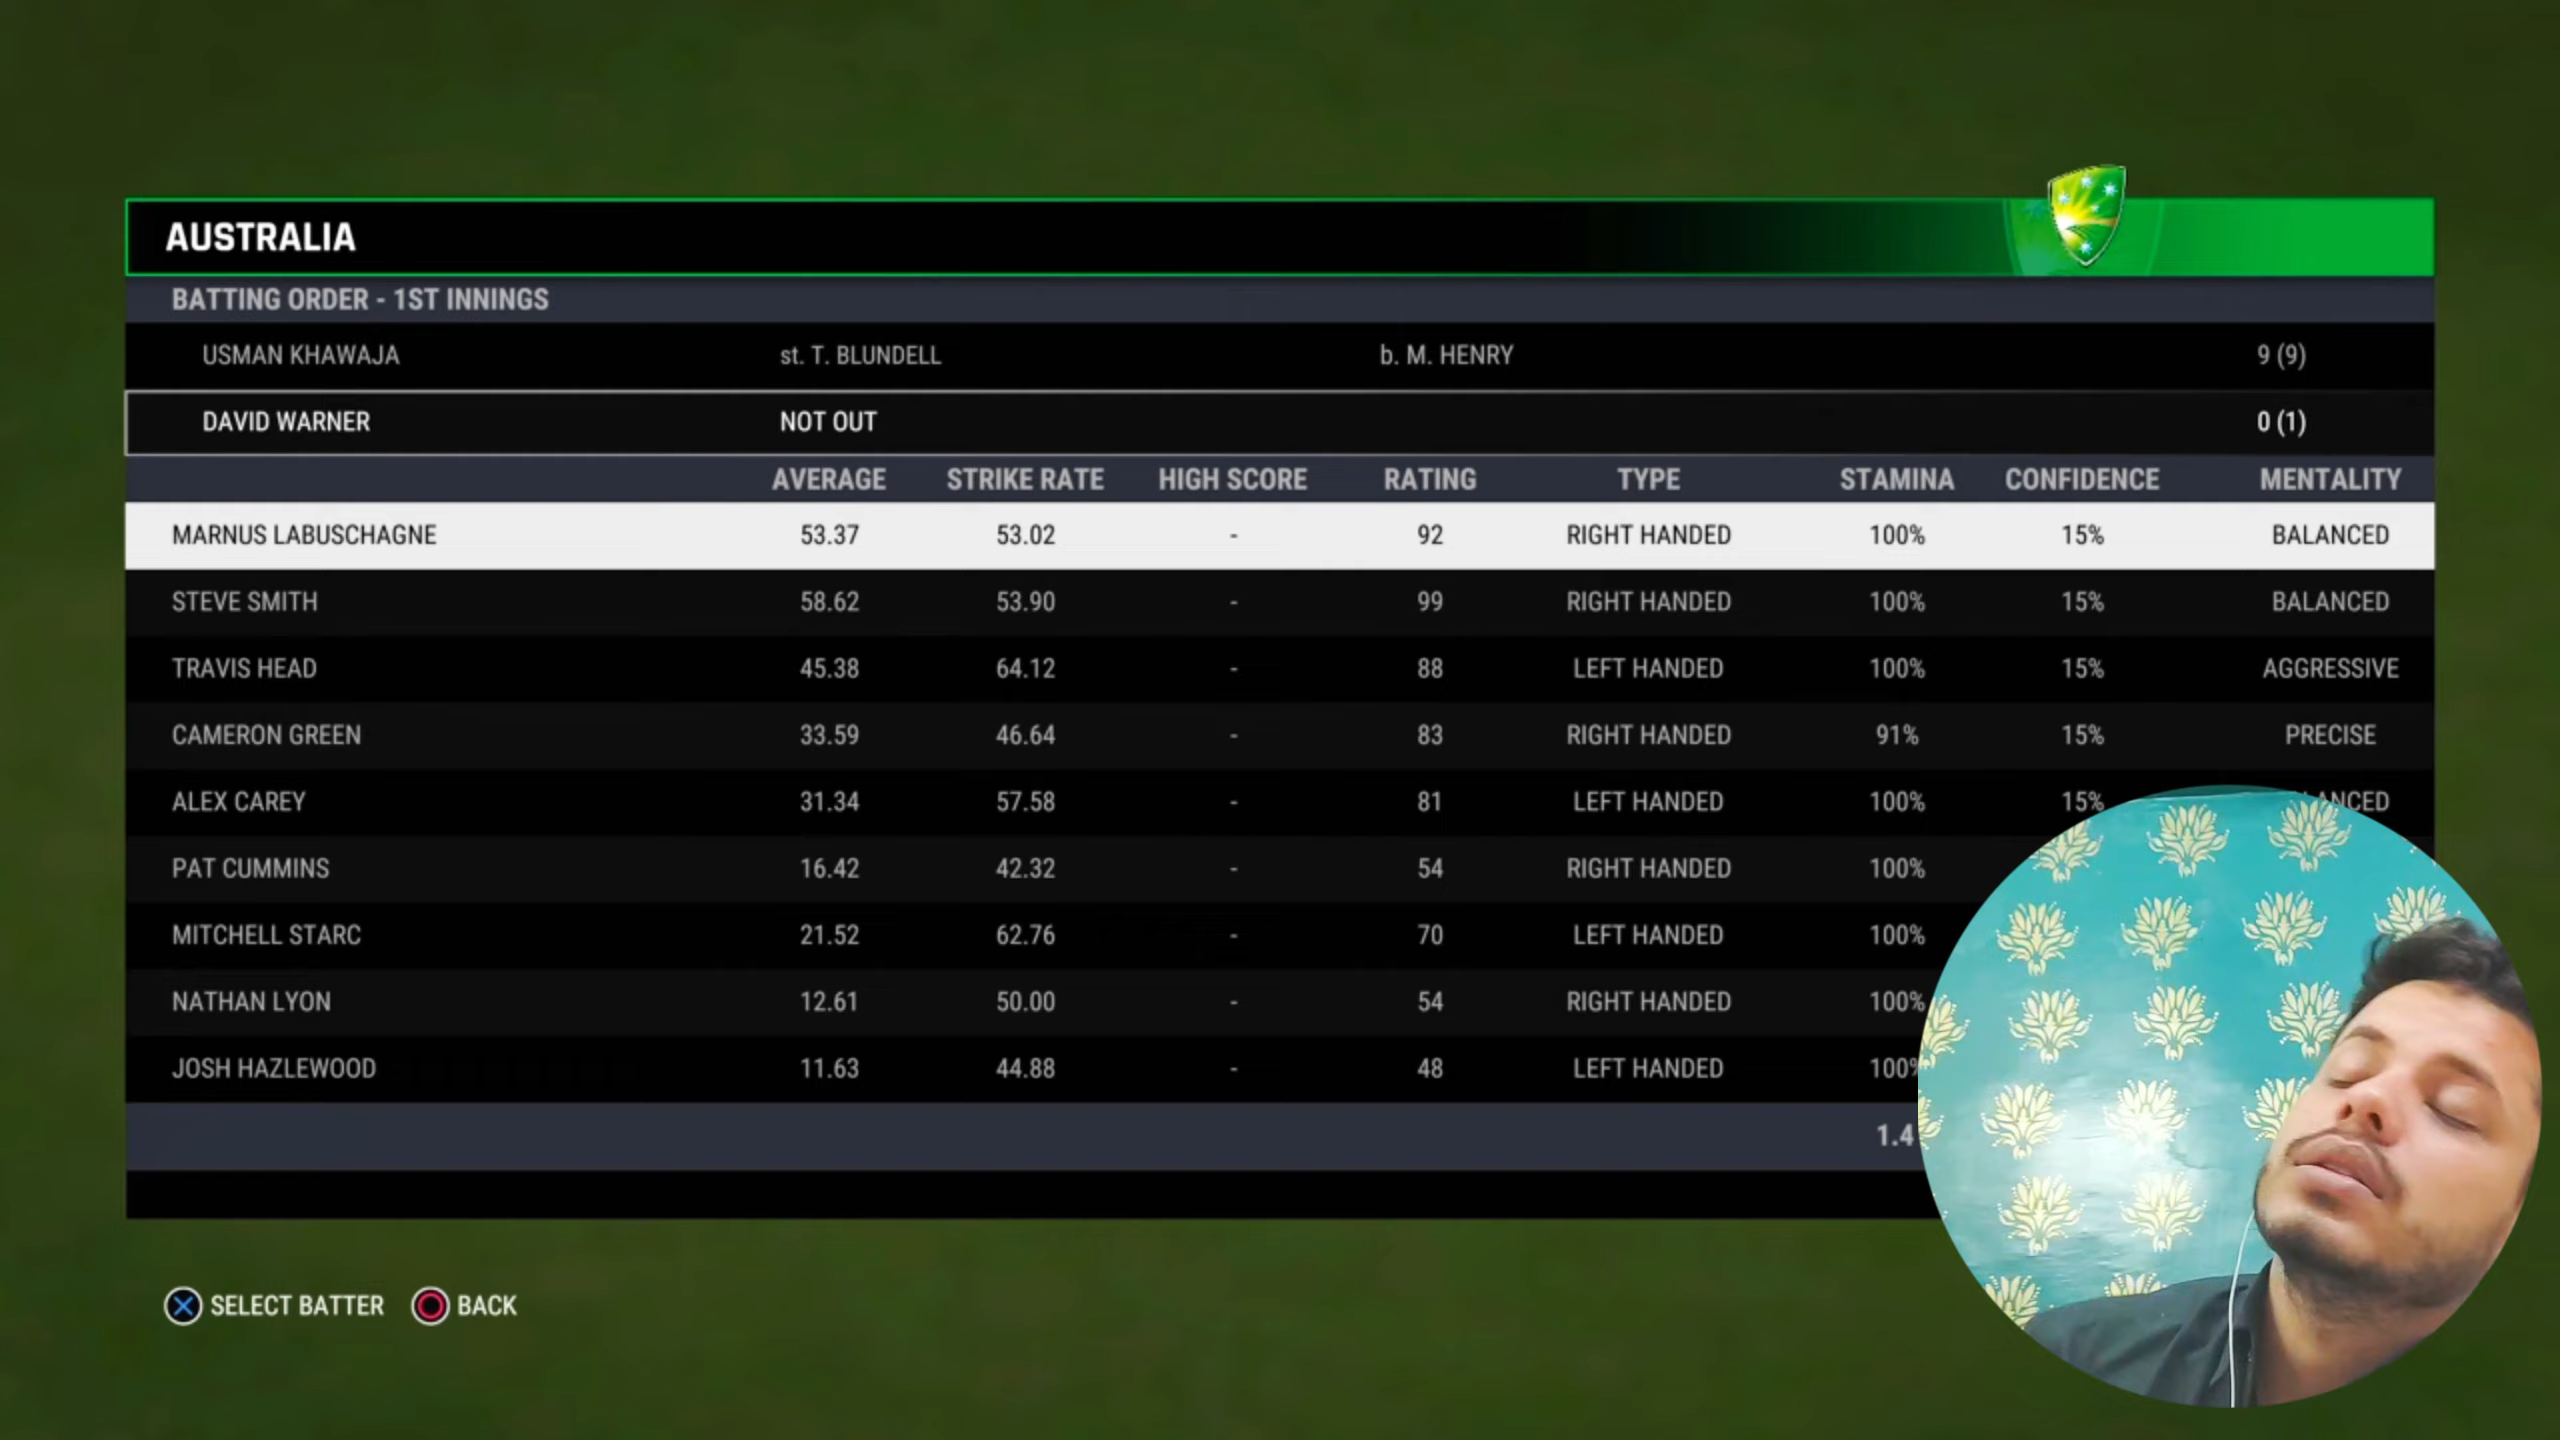 AUSTRALIA
BATTING ORDER - 1ST INNINGS
USMAN KHAWAJA st. T. BLUNDELL b. M. HENRY 9 (9)
DAVID WARNER NOT OUT 0 (1)
AVERAGE STRIKE RATE HIGH SCORE RATING TYPE STAMINA CONFIDENCE MENTALITY
MARNUS LABUSCHAGNE 53.37 53.02 - 92 RIGHT HANDED 100% 15% BALANCED
STEVE SMITH 58.62 53.90 - 99 RIGHT HANDED 100% 15% BALANCED
TRAVIS HEAD 45.38 64.12 - 88 LEFT HANDED 100% 15% AGGRESSIVE
CAMERON GREEN 33.59 46.64 - 83 RIGHT HANDED 91% 15% PRECISE
ALEX CAREY 31.34 57.58 - 81 LEFT HANDED 100% 15%
PAT CUMMINS 16.42 42.32 - 54 RIGHT HANDED 100%
MITCHELL STARC 21.52 62.76 - 70 LEFT HANDED 100%
NATHAN LYON 12.61 50.00 - 54 RIGHT HANDED 100%
JOSH HAZLEWOOD 11.63 44.88 - 48 LEFT HANDED 100%
1.4
SELECT BATTER BACK